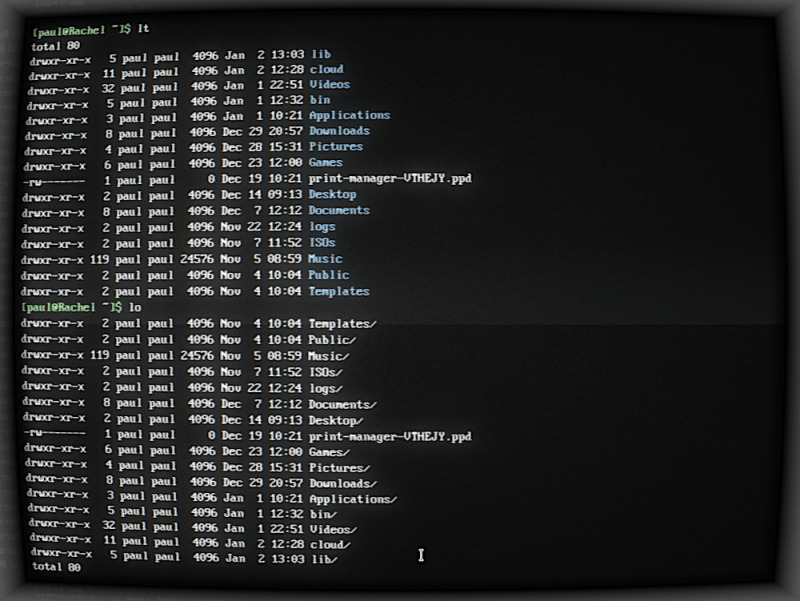 [paul@Rachel ~]$ lt
total 80
drwxr-xr-x   5 paul paul  4096 Jan  2 13:03 lib
drwxr-xr-x  11 paul paul  4096 Jan  2 12:28 cloud
drwxr-xr-x  32 paul paul  4096 Jan  1 22:51 Videos
drwxr-xr-x   5 paul paul  4096 Jan  1 12:32 bin
drwxr-xr-x   3 paul paul  4096 Jan  1 10:21 Applications
drwxr-xr-x   8 paul paul  4096 Dec 29 20:57 Downloads
drwxr-xr-x   4 paul paul  4096 Dec 28 15:31 Pictures
drwxr-xr-x   6 paul paul  4096 Dec 23 12:00 Games
-rw-------   1 paul paul     0 Dec 19 10:21 print-manager-VTHEJY.ppd
drwxr-xr-x   2 paul paul  4096 Dec 14 09:13 Desktop
drwxr-xr-x   8 paul paul  4096 Dec  7 12:12 Documents
drwxr-xr-x   2 paul paul  4096 Nov 22 12:24 logs
drwxr-xr-x   2 paul paul  4096 Nov  7 11:52 ISOs
drwxr-xr-x 119 paul paul 24576 Nov  5 08:59 Music
drwxr-xr-x   2 paul paul  4096 Nov  4 10:04 Public
drwxr-xr-x   2 paul paul  4096 Nov  4 10:04 Templates
[paul@Rachel ~]$ lo
drwxr-xr-x   2 paul paul  4096 Nov  4 10:04 Templates/
drwxr-xr-x   2 paul paul  4096 Nov  4 10:04 Public/
drwxr-xr-x 119 paul paul 24576 Nov  5 08:59 Music/
drwxr-xr-x   2 paul paul  4096 Nov  7 11:52 ISOs/
drwxr-xr-x   2 paul paul  4096 Nov 22 12:24 logs/
drwxr-xr-x   8 paul paul  4096 Dec  7 12:12 Documents/
drwxr-xr-x   2 paul paul  4096 Dec 14 09:13 Desktop/
-rw-------   1 paul paul     0 Dec 19 10:21 print-manager-VTHEJY.ppd
drwxr-xr-x   6 paul paul  4096 Dec 23 12:00 Games/
drwxr-xr-x   4 paul paul  4096 Dec 28 15:31 Pictures/
drwxr-xr-x   8 paul paul  4096 Dec 29 20:57 Downloads/
drwxr-xr-x   3 paul paul  4096 Jan  1 10:21 Applications/
drwxr-xr-x   5 paul paul  4096 Jan  1 12:32 bin/
drwxr-xr-x  32 paul paul  4096 Jan  1 22:51 Videos/
drwxr-xr-x  11 paul paul  4096 Jan  2 12:28 cloud/
drwxr-xr-x   5 paul paul  4096 Jan  2 13:03 lib/
total 80